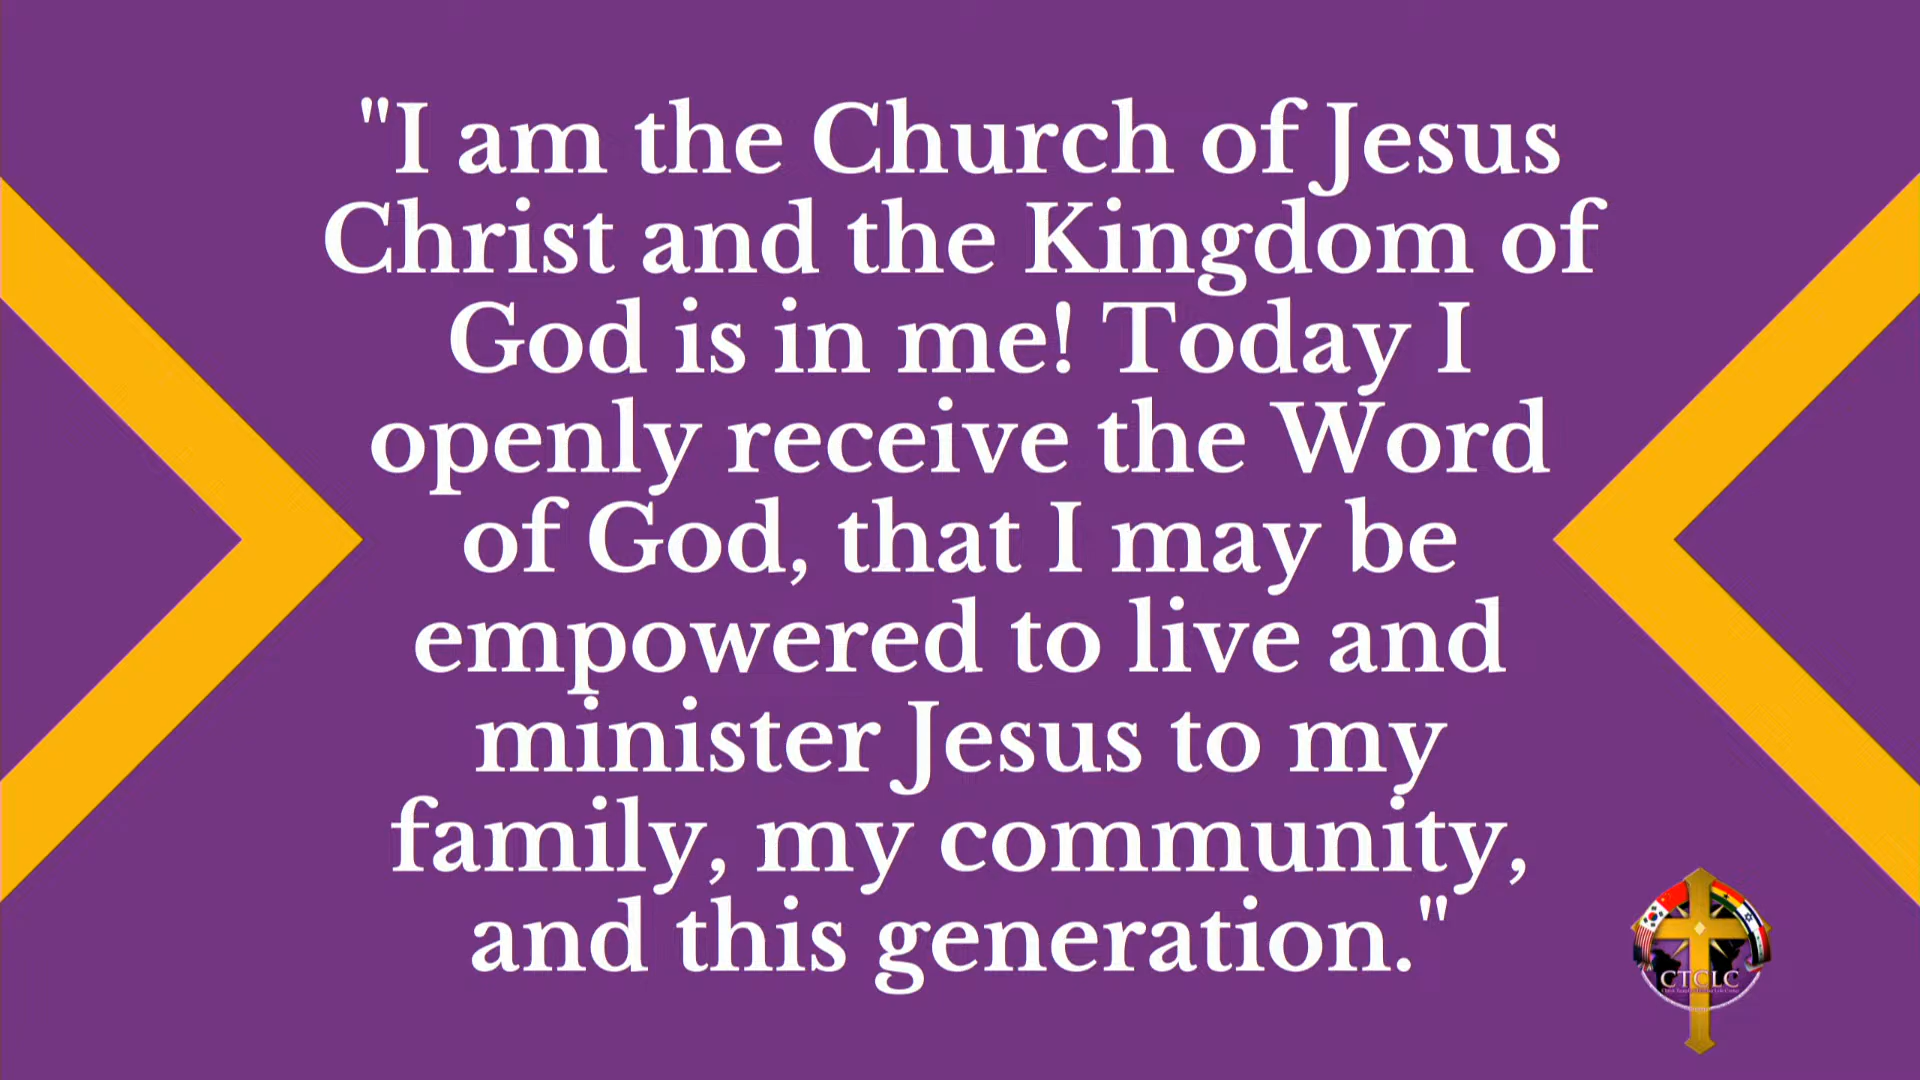 "I am the Church of Jesus
Christ and the Kingdom of
God is in me! Today I
openly receive the Word
of God, that I may be
empowered to live and
minister Jesus to my
family, my community,
and this generation."
CTCLC